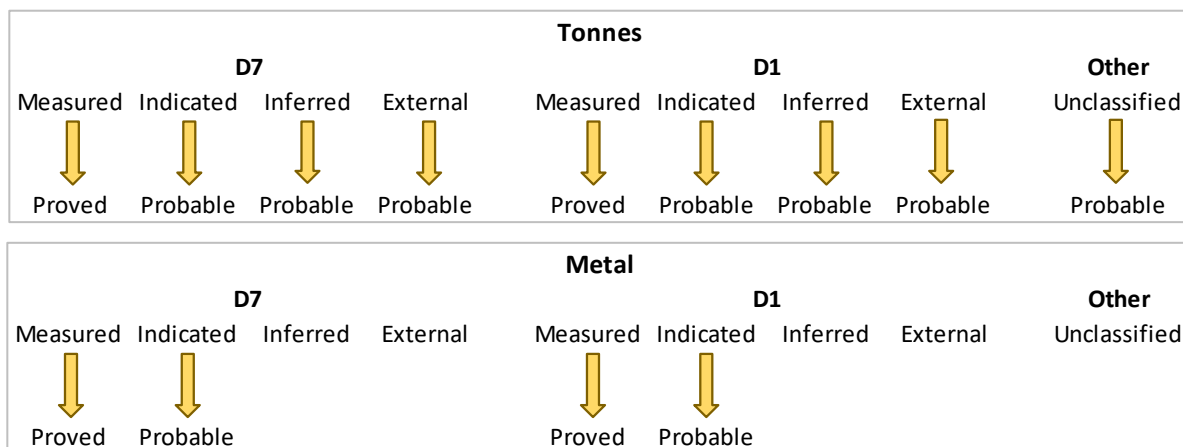 Tonnes
D7 D1 Other
Measured Indicated Inferred External Measured Indicated Inferred External Unclassified
Proved Probable Probable Probable Proved Probable Probable Probable Probable
Metal
D7 D1 Other
Measured Indicated Inferred External Measured Indicated Inferred External Unclassified
Proved Probable Proved Probable